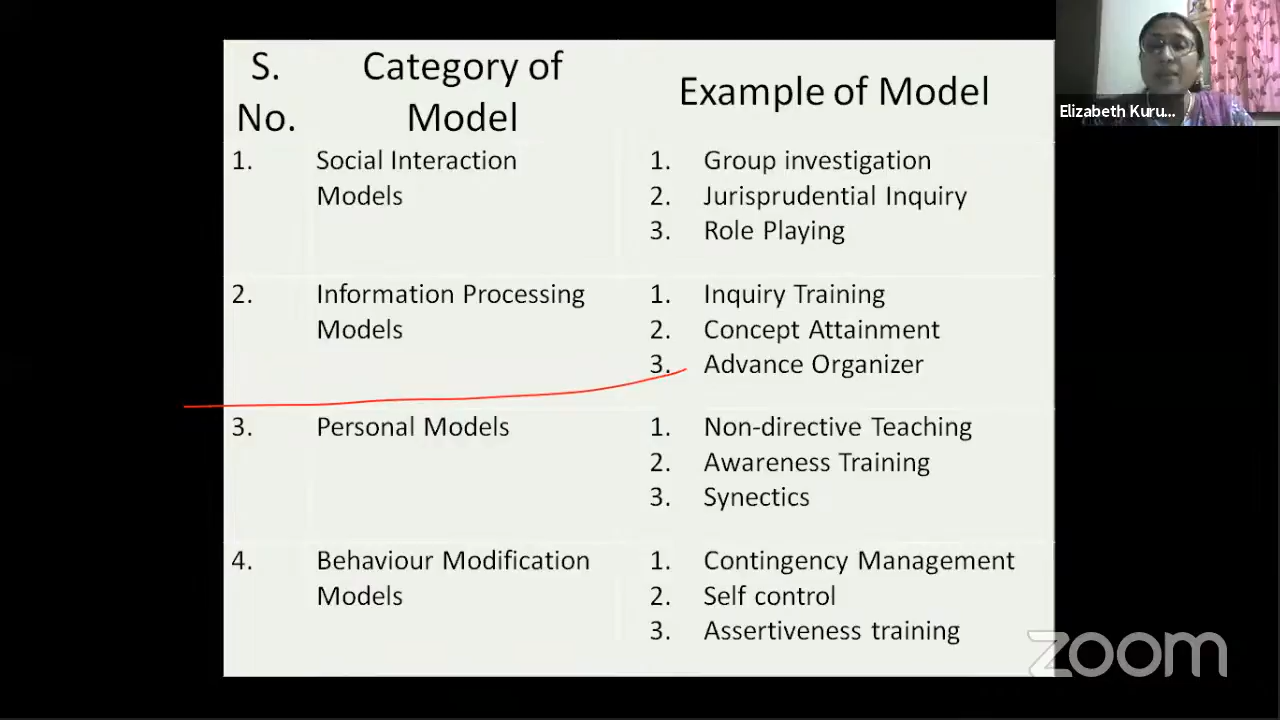 S. No. Category of Model Example of Model
1. Social Interaction Models
1. Group investigation
2. Jurisprudential Inquiry
3. Role Playing
2. Information Processing Models
1. Inquiry Training
2. Concept Attainment
3. Advance Organizer
3. Personal Models
1. Non-directive Teaching
2. Awareness Training
3. Synectics
4. Behaviour Modification Models
1. Contingency Management
2. Self control
3. Assertiveness training
Elizabeth Kuru...
zoom